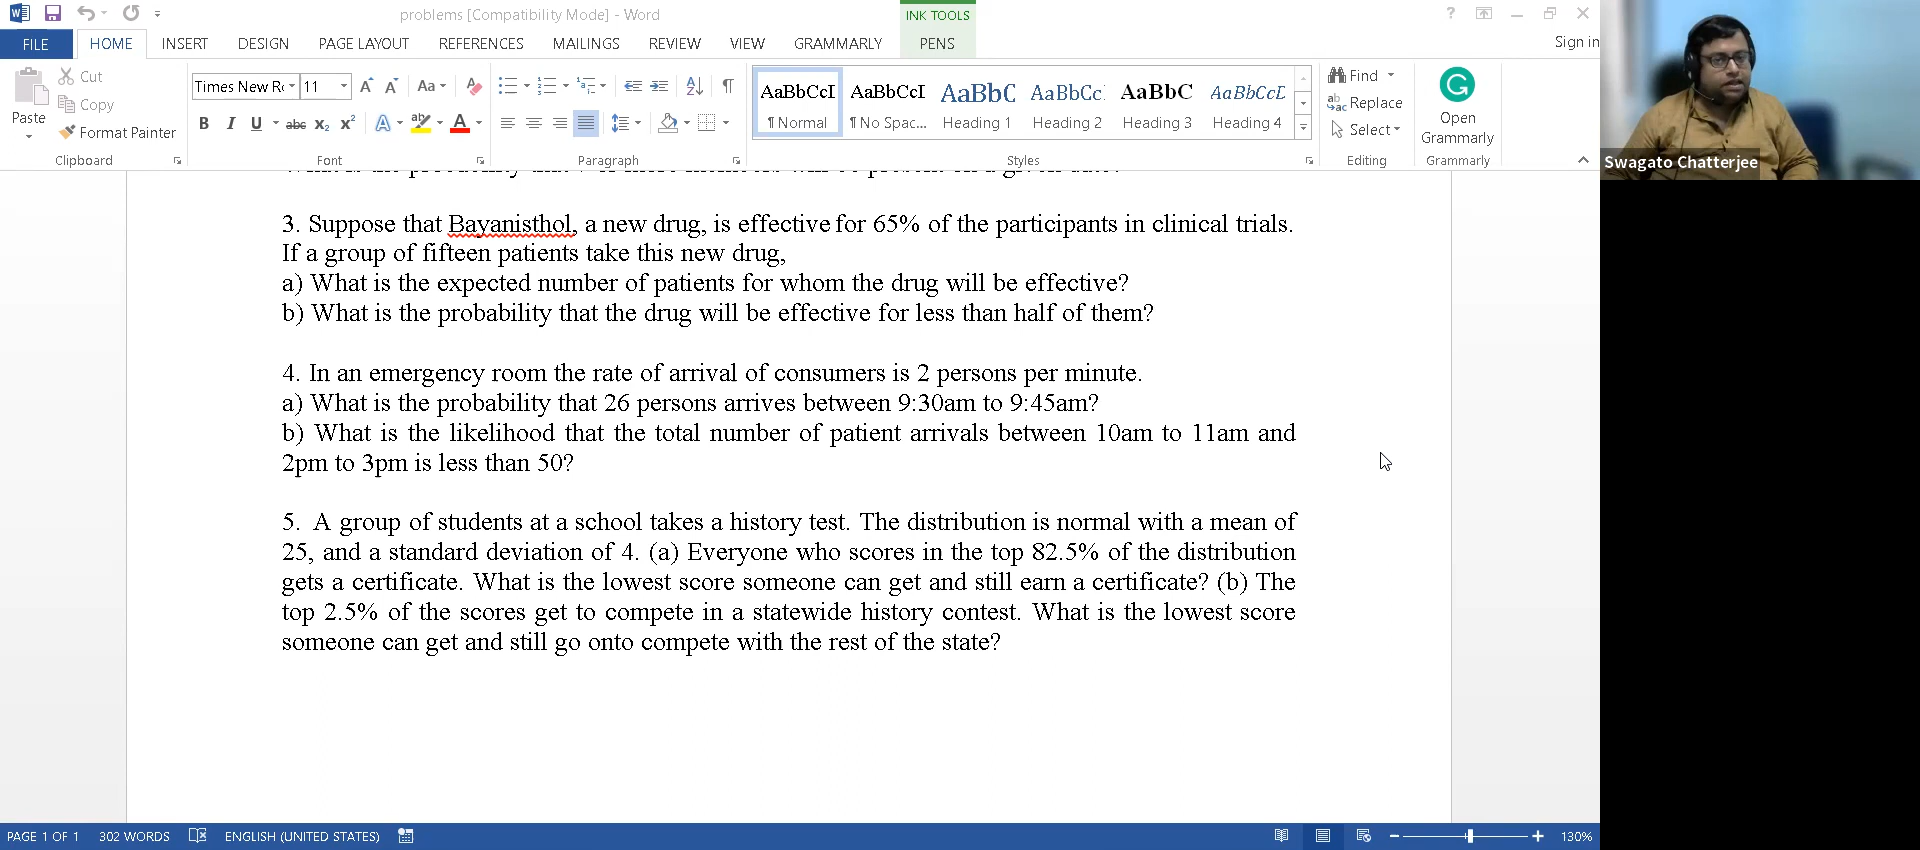 problems [Compatibility Mode] - Word
INK TOOLS
?
FILE
HOME
INSERT
DESIGN
PAGE LAYOUT
REFERENCES
MAILINGS
REVIEW
VIEW
GRAMMARLY
PENS
Sign in
Paste
Cut
Copy
Format Painter
Clipboard
Times New Rc
11
Aa
B I U abc x₂ x² A ab A
Font
A Z
¶
Paragraph
AaBbCcI
¶ Normal
AaBbCcI
¶ No Spac...
AaBbC
Heading 1
AaBbCc
Heading 2
AaBbC
Heading 3
AaBbCcD
Heading 4
Styles
Find
Replace
Select
Editing
G
Open
Grammarly
Grammarly
Swagato Chatterjee
3. Suppose that Bayanisthol, a new drug, is effective for 65% of the participants in clinical trials.
If a group of fifteen patients take this new drug,
a) What is the expected number of patients for whom the drug will be effective?
b) What is the probability that the drug will be effective for less than half of them?
4. In an emergency room the rate of arrival of consumers is 2 persons per minute.
a) What is the probability that 26 persons arrives between 9:30am to 9:45am?
b) What is the likelihood that the total number of patient arrivals between 10am to 11am and
2pm to 3pm is less than 50?
5. A group of students at a school takes a history test. The distribution is normal with a mean of
25, and a standard deviation of 4. (a) Everyone who scores in the top 82.5% of the distribution
gets a certificate. What is the lowest score someone can get and still earn a certificate? (b) The
top 2.5% of the scores get to compete in a statewide history contest. What is the lowest score
someone can get and still go onto compete with the rest of the state?
PAGE 1 OF 1
302 WORDS
ENGLISH (UNITED STATES)
130%